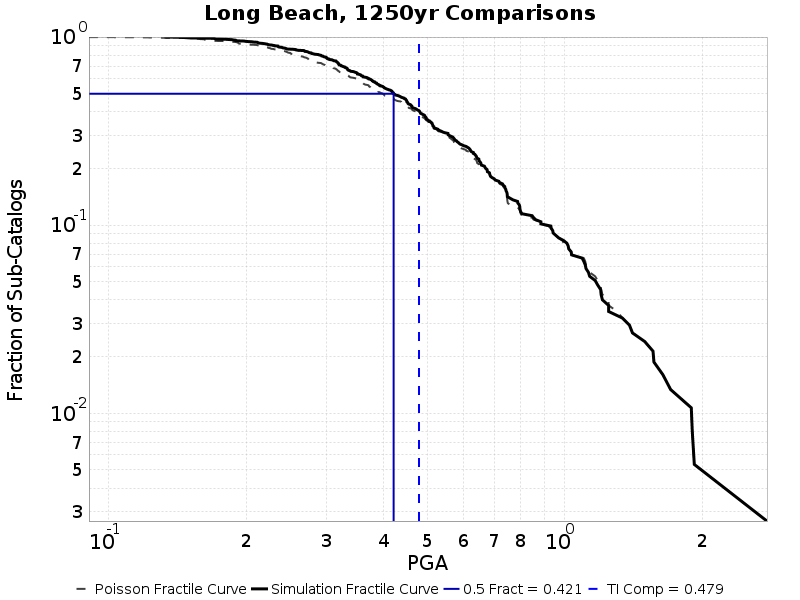 Long Beach, 1250yr Comparisons
Fraction of Sub-Catalogs
10^0
7
5
3
2
10^-1
7
5
3
2
10^-2
7
5
3
10^-1 2 3 4 5 6 7 8 10^0 2
PGA
Poisson Fractile Curve Simulation Fractile Curve 0.5 Fract = 0.421 TI Comp = 0.479